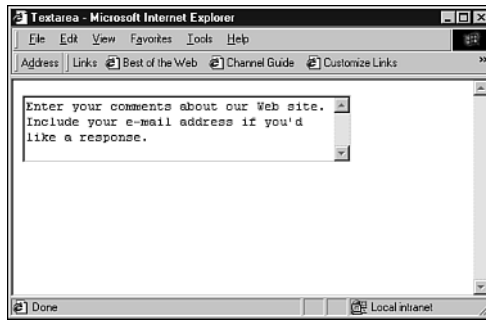 Textarea - Microsoft Internet Explorer
File Edit View Favorites Tools Help
Address Links Best of the Web Channel Guide Customize Links »
Enter your comments about our Web site.
Include your e-mail address if you'd
like a response.
Done Local intranet